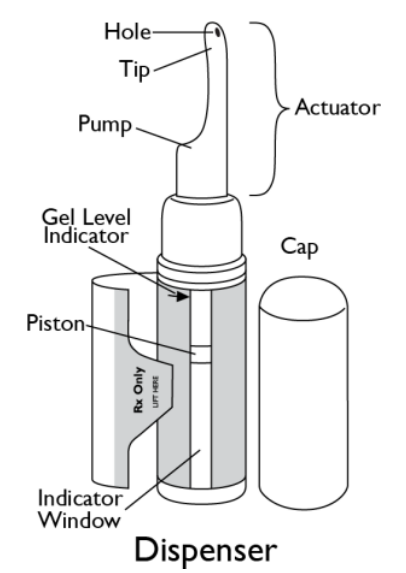 Hole
Tip
Actuator
Pump
Gel Level
Indicator
Cap
Piston
Rx Only
LIFT HERE
Indicator
Window
Dispenser